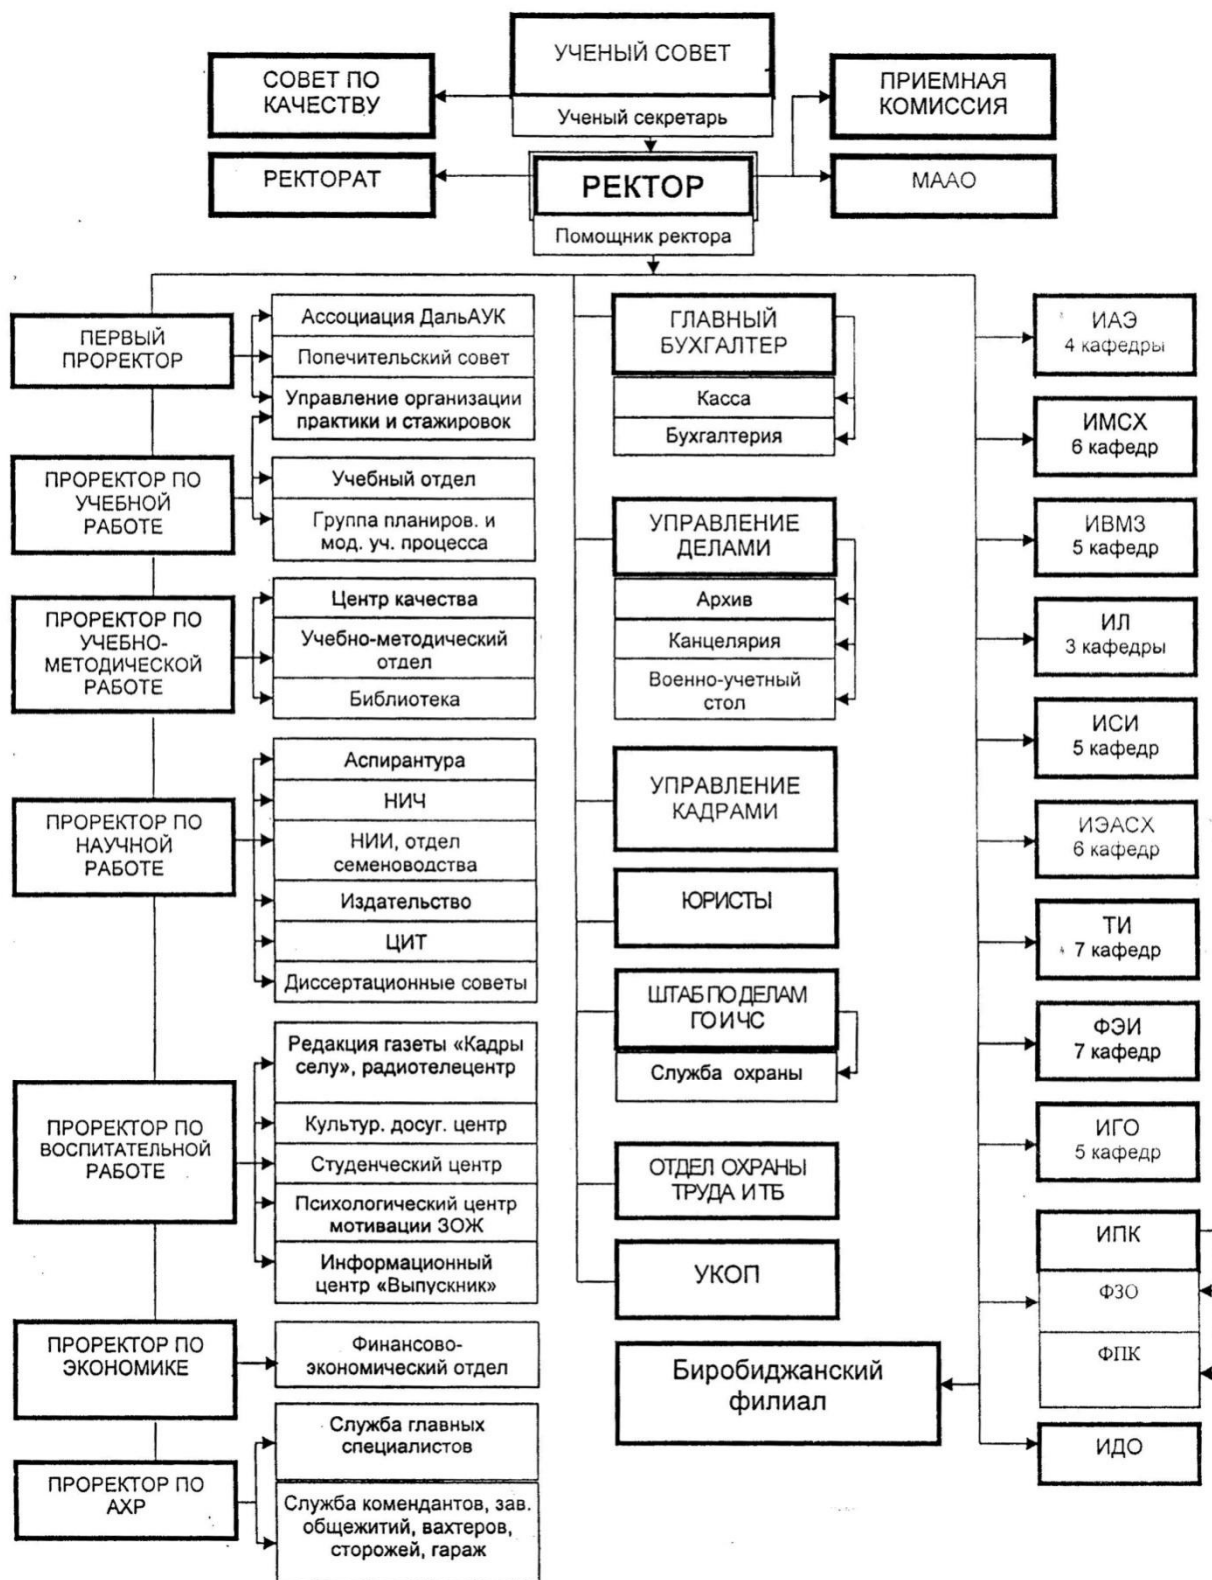 УЧЕНЫЙ СОВЕТ
Ученый секретарь
СОВЕТ ПО
КАЧЕСТВУ
ПРИЕМНАЯ
КОМИССИЯ
РЕКТОРАТ
РЕКТОР
МААО
Помощник ректора
ПЕРВЫЙ
ПРОРЕКТОР
Ассоциация ДальАУК
Попечительский совет
Управление организации
практики и стажировок
ПРОРЕКТОР ПО
УЧЕБНОЙ
РАБОТЕ
Учебный отдел
Группа планиров. и
мод. уч. процесса
ПРОРЕКТОР ПО
УЧЕБНО-
МЕТОДИЧЕСКОЙ
РАБОТЕ
Центр качества
Учебно-методический
отдел
Библиотека
ПРОРЕКТОР ПО
НАУЧНОЙ
РАБОТЕ
Аспирантура
НИЧ
НИИ, отдел
семеноводства
Издательство
ЦИТ
Диссертационные советы
ПРОРЕКТОР ПО
ВОСПИТАТЕЛЬНОЙ
РАБОТЕ
Редакция газеты «Кадры
селу», радиотелецентр
Культур. досуг. центр
Студенческий центр
Психологический центр
мотивации ЗОЖ
Информационный
центр «Выпускник»
ПРОРЕКТОР ПО
ЭКОНОМИКЕ
Финансово-
экономический отдел
ПРОРЕКТОР ПО
АХР
Служба главных
специалистов
Служба комендантов, зав.
общежитий, вахтеров,
сторожей, гараж
ГЛАВНЫЙ
БУХГАЛТЕР
Касса
Бухгалтерия
УПРАВЛЕНИЕ
ДЕЛАМИ
Архив
Канцелярия
Военно-учетный
стол
УПРАВЛЕНИЕ
КАДРАМИ
ЮРИСТЫ
ШТАБ ПО ДЕЛАМ
ГО И ЧС
Служба охраны
ОТДЕЛ ОХРАНЫ
ТРУДА И ТБ
УКОП
Биробиджанский
филиал
ИАЭ
4 кафедры
ИМСХ
6 кафедр
ИВМЗ
5 кафедр
ИЛ
3 кафедры
ИСИ
5 кафедр
ИЭАСХ
6 кафедр
ТИ
7 кафедр
ФЭИ
7 кафедр
ИГО
5 кафедр
ИПК
ФЗО
ФПК
ИДО